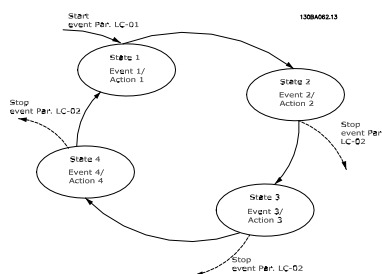 Start
event Par. LC-01
130BA062.13
State 1
Event 1/
Action 1
State 2
Event 2/
Action 2
Stop
event Par. LC-02
State 4
Event 4/
Action 4
Stop
event Par
LC-02
State 3
Event 3/
Action 3
Stop
event Par. LC-02